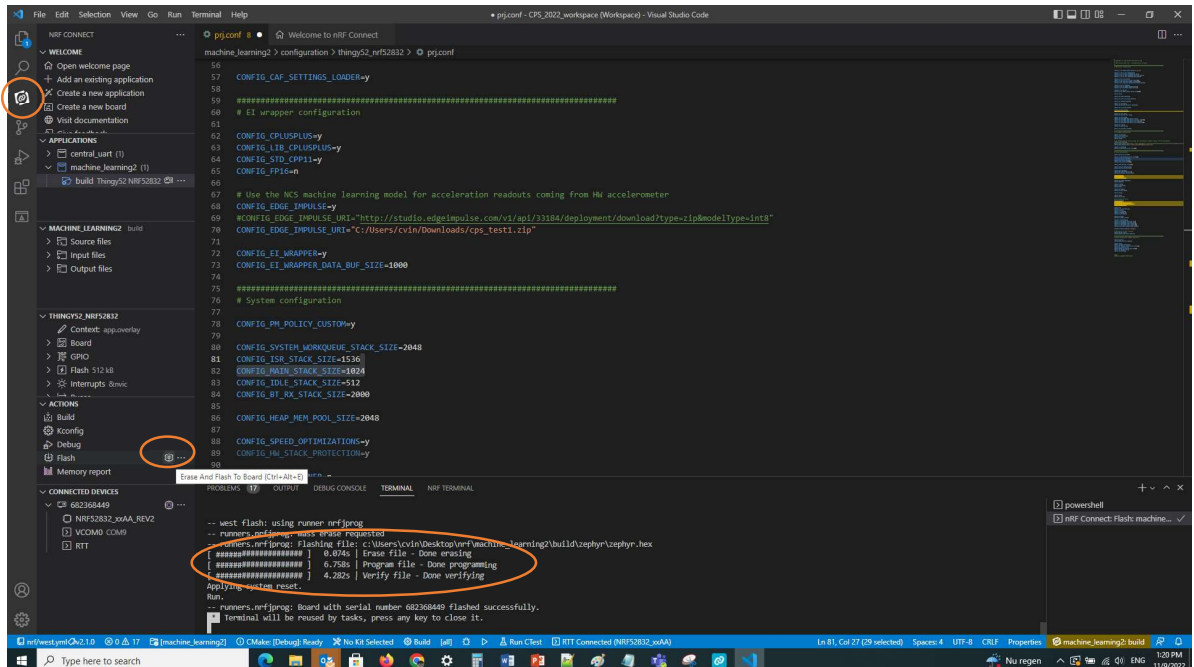 File Edit Selection View Go Run Terminal Help
● prj.conf - CPS_2022_workspace (Workspace) - Visual Studio Code
NRF CONNECT ···
WELCOME
Open welcome page
Add an existing application
Create a new application
Create a new board
Visit documentation
APPLICATIONS
central_uart (1)
machine_learning2 (1)
build Thingy52 NRF52832 ···
MACHINE_LEARNING2 build
Source files
Input files
Output files
THINGY52_NRF52832
Context: app.overlay
Board
GPIO
Flash 512 kB
Interrupts &nvic
ACTIONS
Build
Kconfig
Debug
Flash ···
Memory report
Erase And Flash To Board (Ctrl+Alt+E)
CONNECTED DEVICES
682368449 ···
NRF52832_xxAA_REV2
VCOM0 COM9
RTT
prj.conf 8 ●
Welcome to nRF Connect
machine_learning2 > configuration > thingy52_nrf52832 > prj.conf
56
57 CONFIG_CAF_SETTINGS_LOADER=y
58
59 ################################################################################
60 # EI wrapper configuration
61
62 CONFIG_CPLUSPLUS=y
63 CONFIG_LIB_CPLUSPLUS=y
64 CONFIG_STD_CPP11=y
65 CONFIG_FP16=n
66
67 # Use the NCS machine learning model for acceleration readouts coming from HW accelerometer
68 CONFIG_EDGE_IMPULSE=y
69 #CONFIG_EDGE_IMPULSE_URI="http://studio.edgeimpulse.com/v1/api/33184/deployment/download?type=zip&modelType=int8"
70 CONFIG_EDGE_IMPULSE_URI="C:/Users/cvin/Downloads/cps_test1.zip"
71
72 CONFIG_EI_WRAPPER=y
73 CONFIG_EI_WRAPPER_DATA_BUF_SIZE=1000
74
75 ################################################################################
76 # System configuration
77
78 CONFIG_PM_POLICY_CUSTOM=y
79
80 CONFIG_SYSTEM_WORKQUEUE_STACK_SIZE=2048
81 CONFIG_ISR_STACK_SIZE=1536
82 CONFIG_MAIN_STACK_SIZE=1024
83 CONFIG_IDLE_STACK_SIZE=512
84 CONFIG_BT_RX_STACK_SIZE=2000
85
86 CONFIG_HEAP_MEM_POOL_SIZE=2048
87
88 CONFIG_SPEED_OPTIMIZATIONS=y
89 CONFIG_HW_STACK_PROTECTION=y
90
PROBLEMS 17 OUTPUT DEBUG CONSOLE TERMINAL NRF TERMINAL
-- west flash: using runner nrfjprog
-- runners.nrfjprog: mass erase requested
-- runners.nrfjprog: Flashing file: c:\Users\cvin\Desktop\nrf\machine_learning2\build\zephyr\zephyr.hex
[ #################### ] 0.074s | Erase file - Done erasing
[ #################### ] 6.758s | Program file - Done programming
[ #################### ] 4.282s | Verify file - Done verifying
Applying system reset.
Run.
-- runners.nrfjprog: Board with serial number 682368449 flashed successfully.
* Terminal will be reused by tasks, press any key to close it.
powershell
nRF Connect: Flash: machine...
nrf/west.yml v2.1.0 0 17 [machine_learning2] CMake: [Debug]: Ready No Kit Selected Build [all] Run CTest RTT Connected (NRF52832_xxAA) Ln 81, Col 27 (29 selected) Spaces: 4 UTF-8 CRLF Properties machine_learning2: build
Type here to search
Nu regen
ENG
1:20 PM